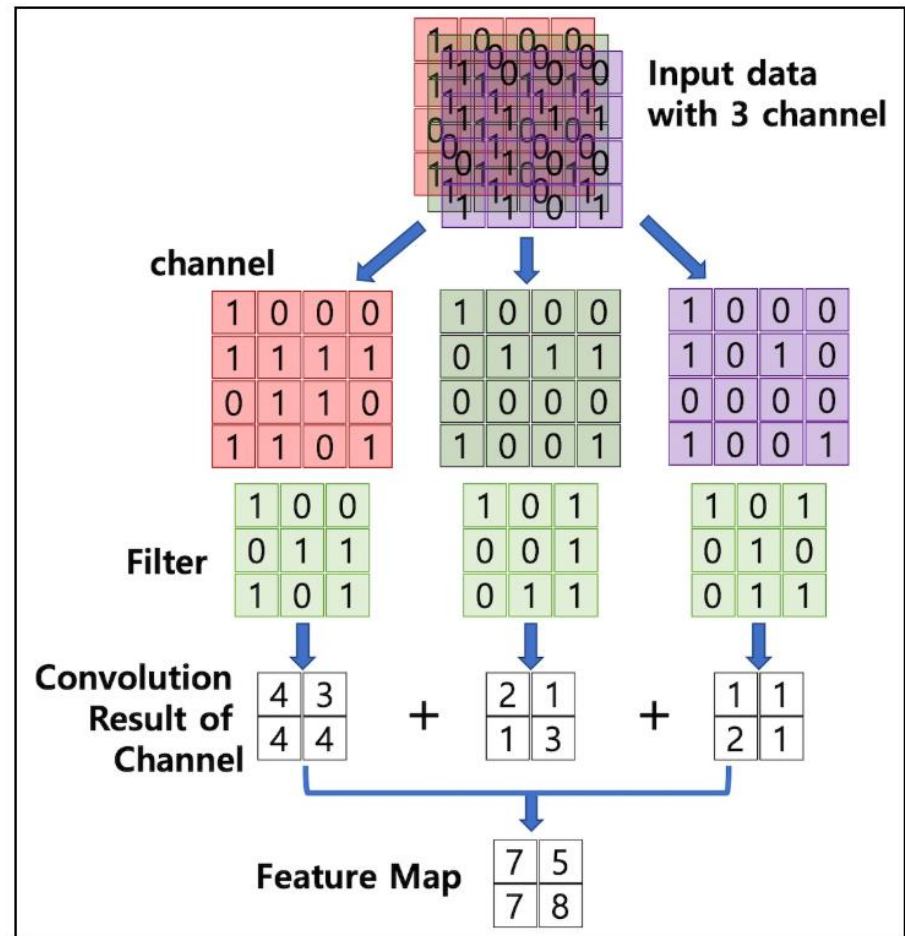 Input data
with 3 channel
channel
1 0 0 0
1 1 1 1
0 1 1 0
1 1 0 1
1 0 0 0
0 1 1 1
0 0 0 0
1 0 0 1
1 0 0 0
1 0 1 0
0 0 0 0
1 0 0 1
Filter
1 0 0
0 1 1
1 0 1
1 0 1
0 0 1
0 1 1
1 0 1
0 1 0
0 1 1
Convolution
Result of
Channel
4 3
4 4
+
2 1
1 3
+
1 1
2 1
Feature Map
7 5
7 8